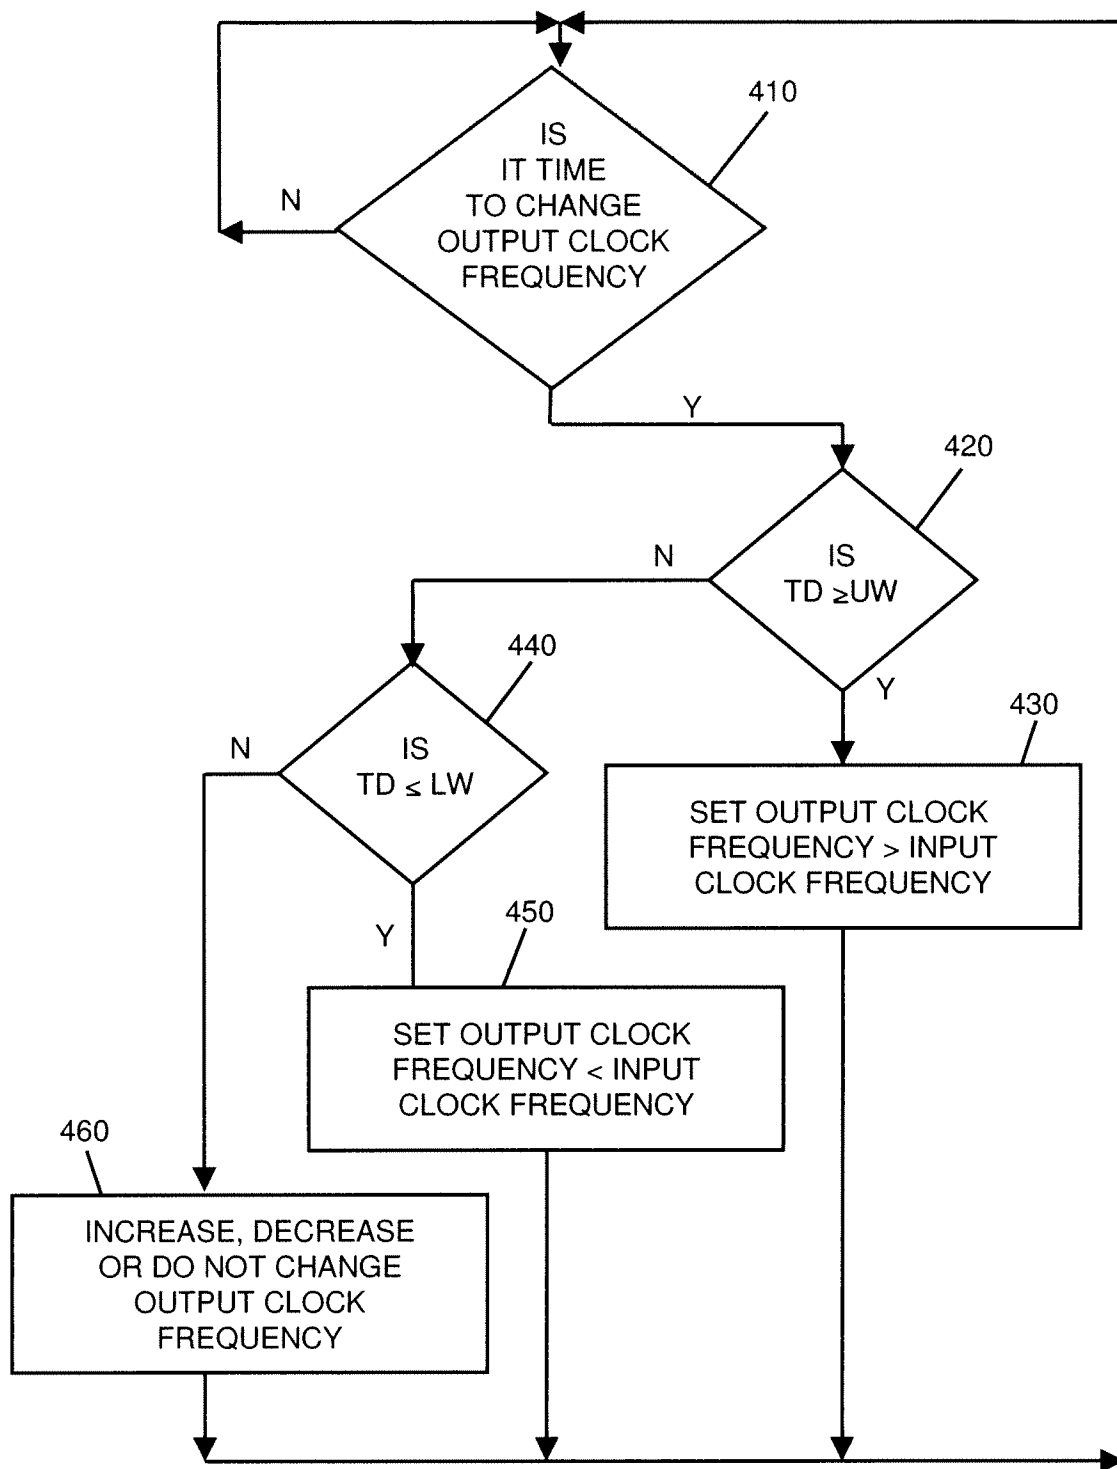 410
IS
IT TIME
TO CHANGE
OUTPUT CLOCK
FREQUENCY
N
Y
420
IS
TD ≥UW
N
Y
440
IS
TD ≤ LW
N
Y
430
SET OUTPUT CLOCK
FREQUENCY > INPUT
CLOCK FREQUENCY
450
SET OUTPUT CLOCK
FREQUENCY < INPUT
CLOCK FREQUENCY
460
INCREASE, DECREASE
OR DO NOT CHANGE
OUTPUT CLOCK
FREQUENCY